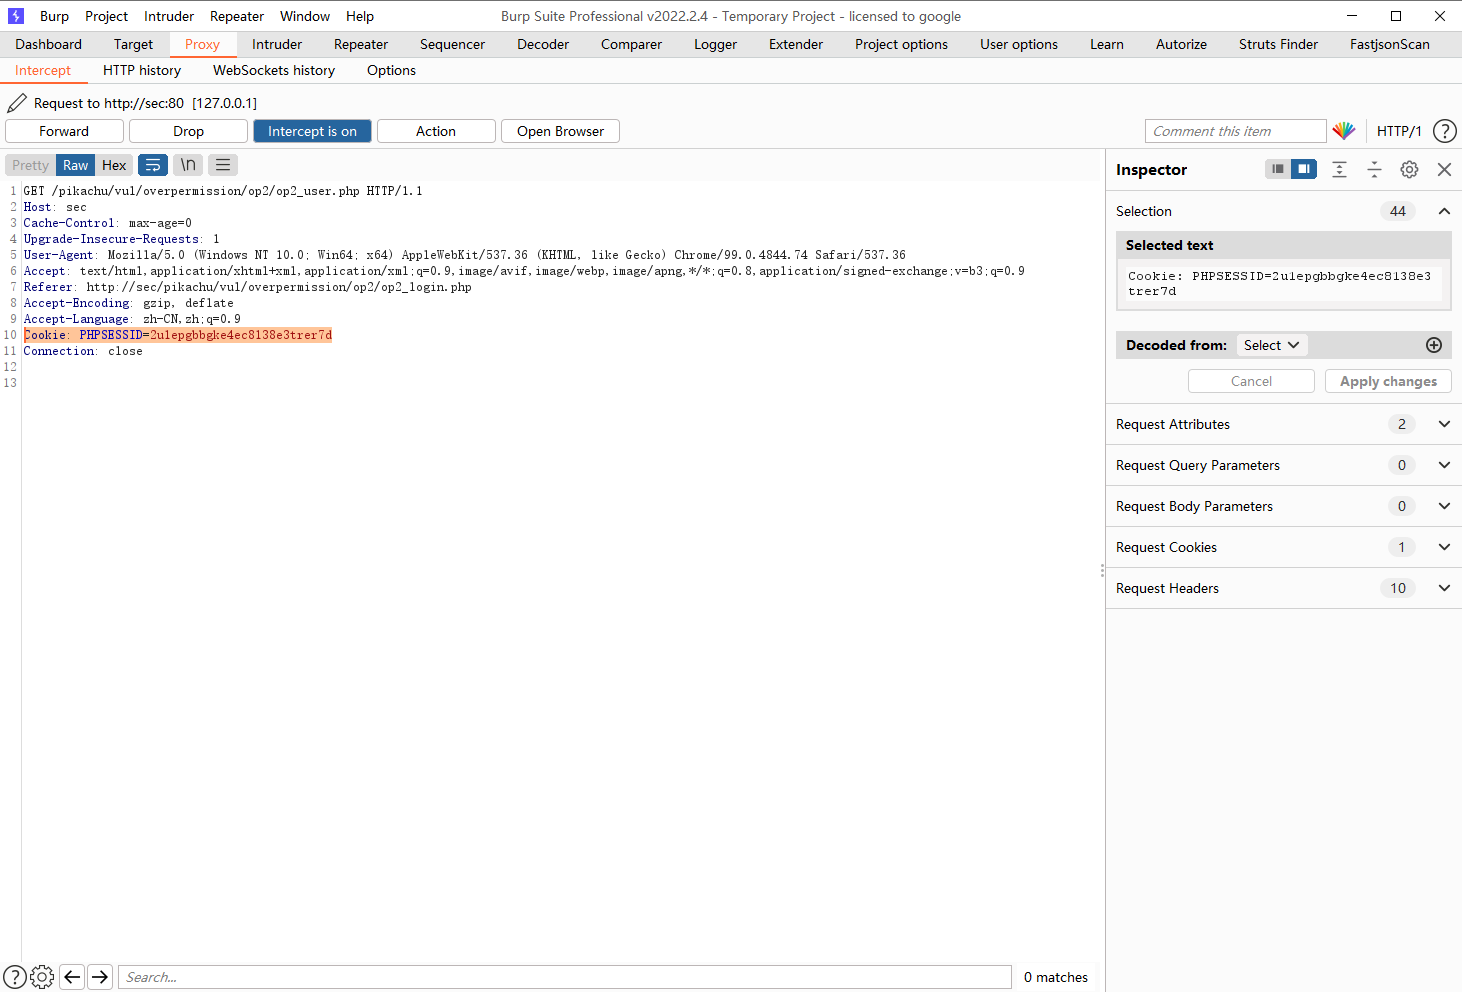 Burp Project Intruder Repeater Window Help Burp Suite Professional v2022.2.4 - Temporary Project - licensed to google
Dashboard Target Proxy Intruder Repeater Sequencer Decoder Comparer Logger Extender Project options User options Learn Autorize Struts Finder FastjsonScan
Intercept HTTP history WebSockets history Options
Request to http://sec:80 [127.0.0.1]
Forward Drop Intercept is on Action Open Browser Comment this item HTTP/1 ?
Pretty Raw Hex \n
Inspector
1 GET /pikachu/vul/overpermission/op2/op2_user.php HTTP/1.1
2 Host: sec
3 Cache-Control: max-age=0
4 Upgrade-Insecure-Requests: 1
5 User-Agent: Mozilla/5.0 (Windows NT 10.0; Win64; x64) AppleWebKit/537.36 (KHTML, like Gecko) Chrome/99.0.4844.74 Safari/537.36
6 Accept: text/html,application/xhtml+xml,application/xml;q=0.9,image/avif,image/webp,image/apng,*/*;q=0.8,application/signed-exchange;v=b3;q=0.9
7 Referer: http://sec/pikachu/vul/overpermission/op2/op2_login.php
8 Accept-Encoding: gzip, deflate
9 Accept-Language: zh-CN,zh;q=0.9
10 Cookie: PHPSESSID=2u1epgbbgke4ec8138e3trer7d
11 Connection: close
12
13
Selection 44
Selected text
Cookie: PHPSESSID=2u1epgbbgke4ec8138e3
trer7d
Decoded from: Select
Cancel Apply changes
Request Attributes 2
Request Query Parameters 0
Request Body Parameters 0
Request Cookies 1
Request Headers 10
? Search... 0 matches